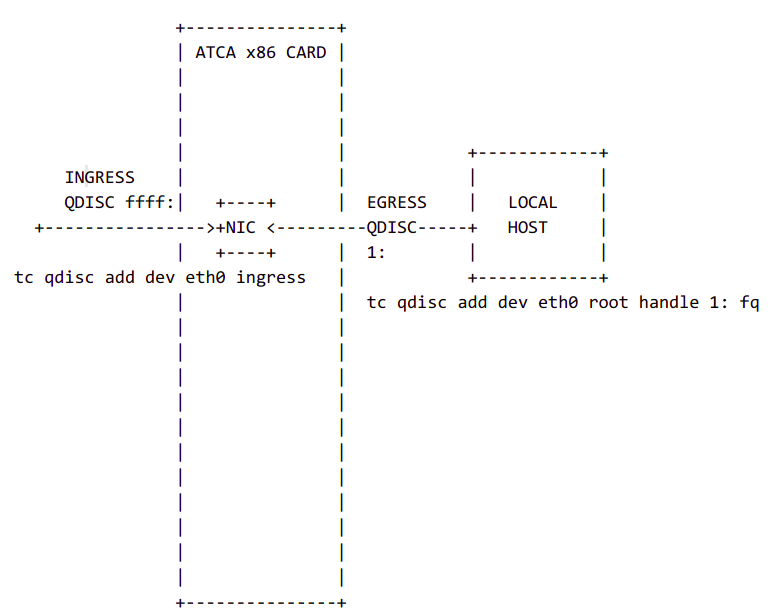 ATCA x86 CARD
INGRESS
QDISC ffff:
EGRESS
LOCAL
NIC
QDISC
HOST
1:
tc qdisc add dev eth0 ingress
tc qdisc add dev eth0 root handle 1: fq